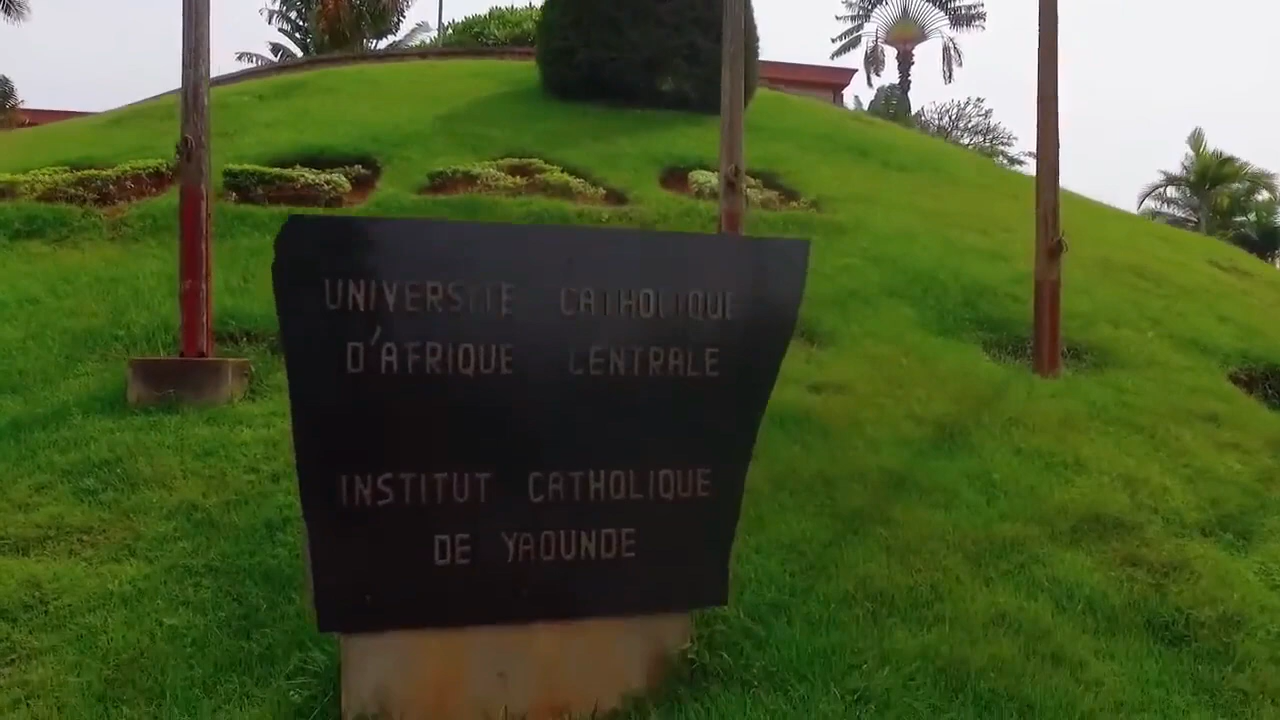 UNIVERSITE CATHOLIQUE
D'AFRIQUE CENTRALE
INSTITUT CATHOLIQUE
DE YAOUNDE